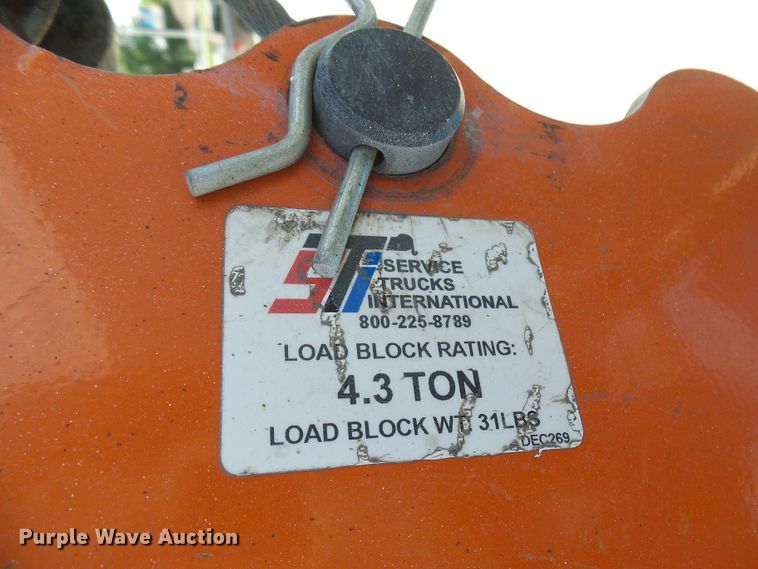 STi
SERVICE
TRUCKS
INTERNATIONAL
800-225-8789
LOAD BLOCK RATING:
4.3 TON
LOAD BLOCK WT. 31LBS
DEC269
Purple Wave Auction